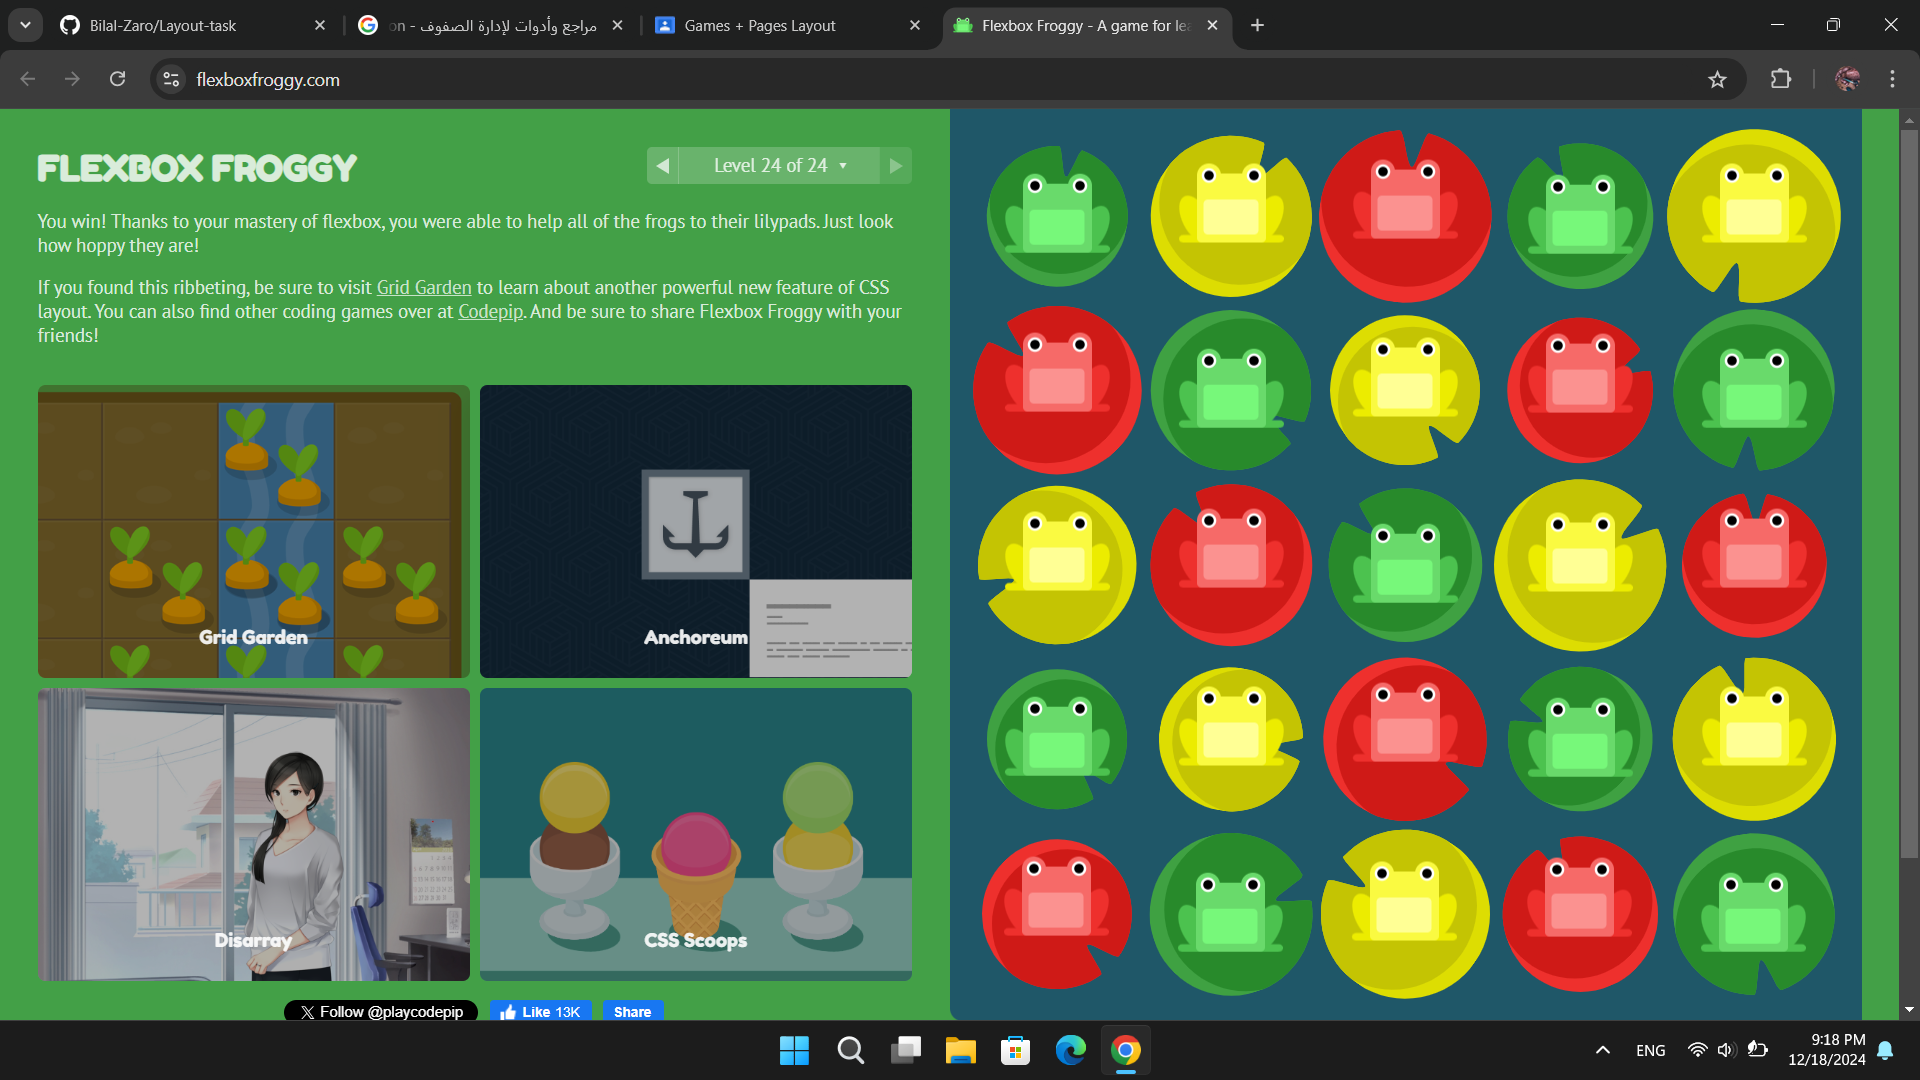 Bilal-Zaro/Layout-task
on - مراجع وأدوات لإدارة الصفوف
Games + Pages Layout
Flexbox Froggy - A game for lea
flexboxfroggy.com
FLEXBOX FROGGY
Level 24 of 24
You win! Thanks to your mastery of flexbox, you were able to help all of the frogs to their lilypads. Just look
how hoppy they are!
If you found this ribbeting, be sure to visit Grid Garden to learn about another powerful new feature of CSS
layout. You can also find other coding games over at Codepip. And be sure to share Flexbox Froggy with your
friends!
Grid Garden
Anchoreum
Disarray
CSS Scoops
Follow @playcodepip
Like 13K
Share
ENG
9:18 PM
12/18/2024